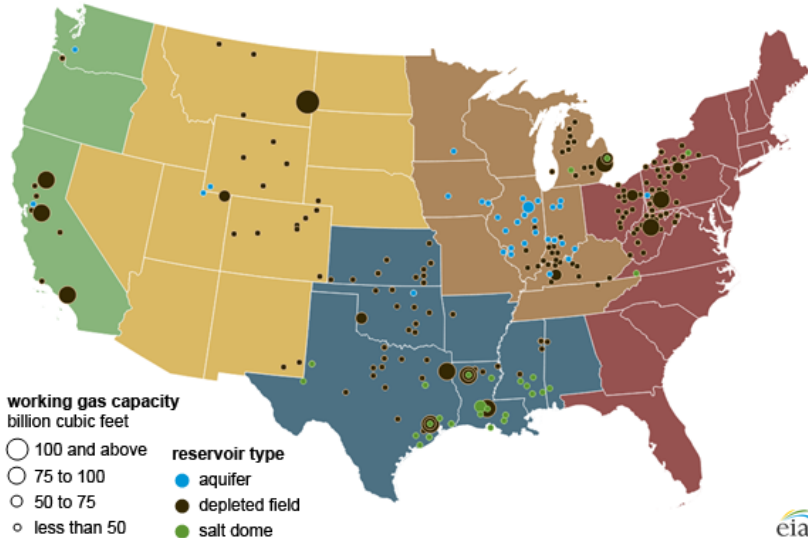 working gas capacity
billion cubic feet
100 and above
75 to 100
50 to 75
less than 50
reservoir type
aquifer
depleted field
salt dome
eia